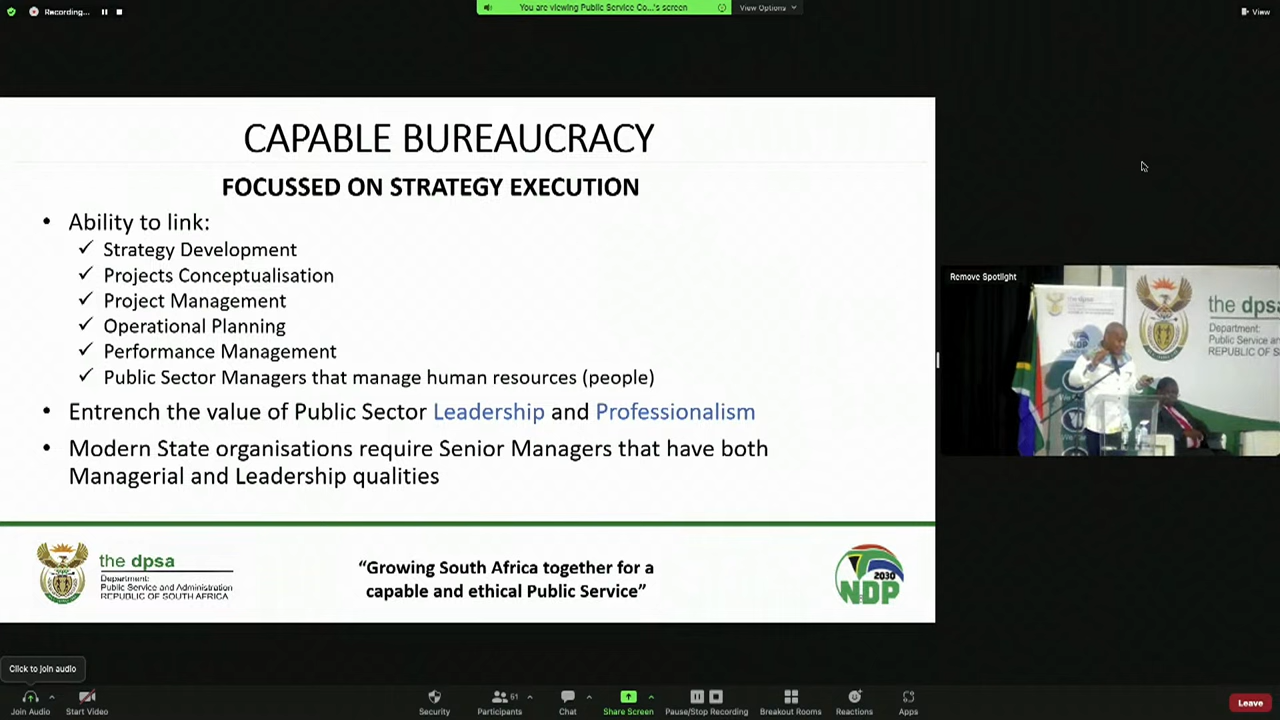 Recording...
You are viewing Public Service Co...'s screen
View Options
View
CAPABLE BUREAUCRACY
FOCUSSED ON STRATEGY EXECUTION
• Ability to link:
✓ Strategy Development
✓ Projects Conceptualisation
✓ Project Management
✓ Operational Planning
✓ Performance Management
✓ Public Sector Managers that manage human resources (people)
• Entrench the value of Public Sector Leadership and Professionalism
• Modern State organisations require Senior Managers that have both
Managerial and Leadership qualities
the dpsa
Department:
Public Service and Administration
REPUBLIC OF SOUTH AFRICA
“Growing South Africa together for a
capable and ethical Public Service”
2030
NDP
Remove Spotlight
the dpsa
Department:
Public Service and
REPUBLIC OF S
NDP
Click to join audio
Join Audio
Start Video
Security
61
Participants
Chat
Share Screen
Pause/Stop Recording
Breakout Rooms
Reactions
Apps
Leave